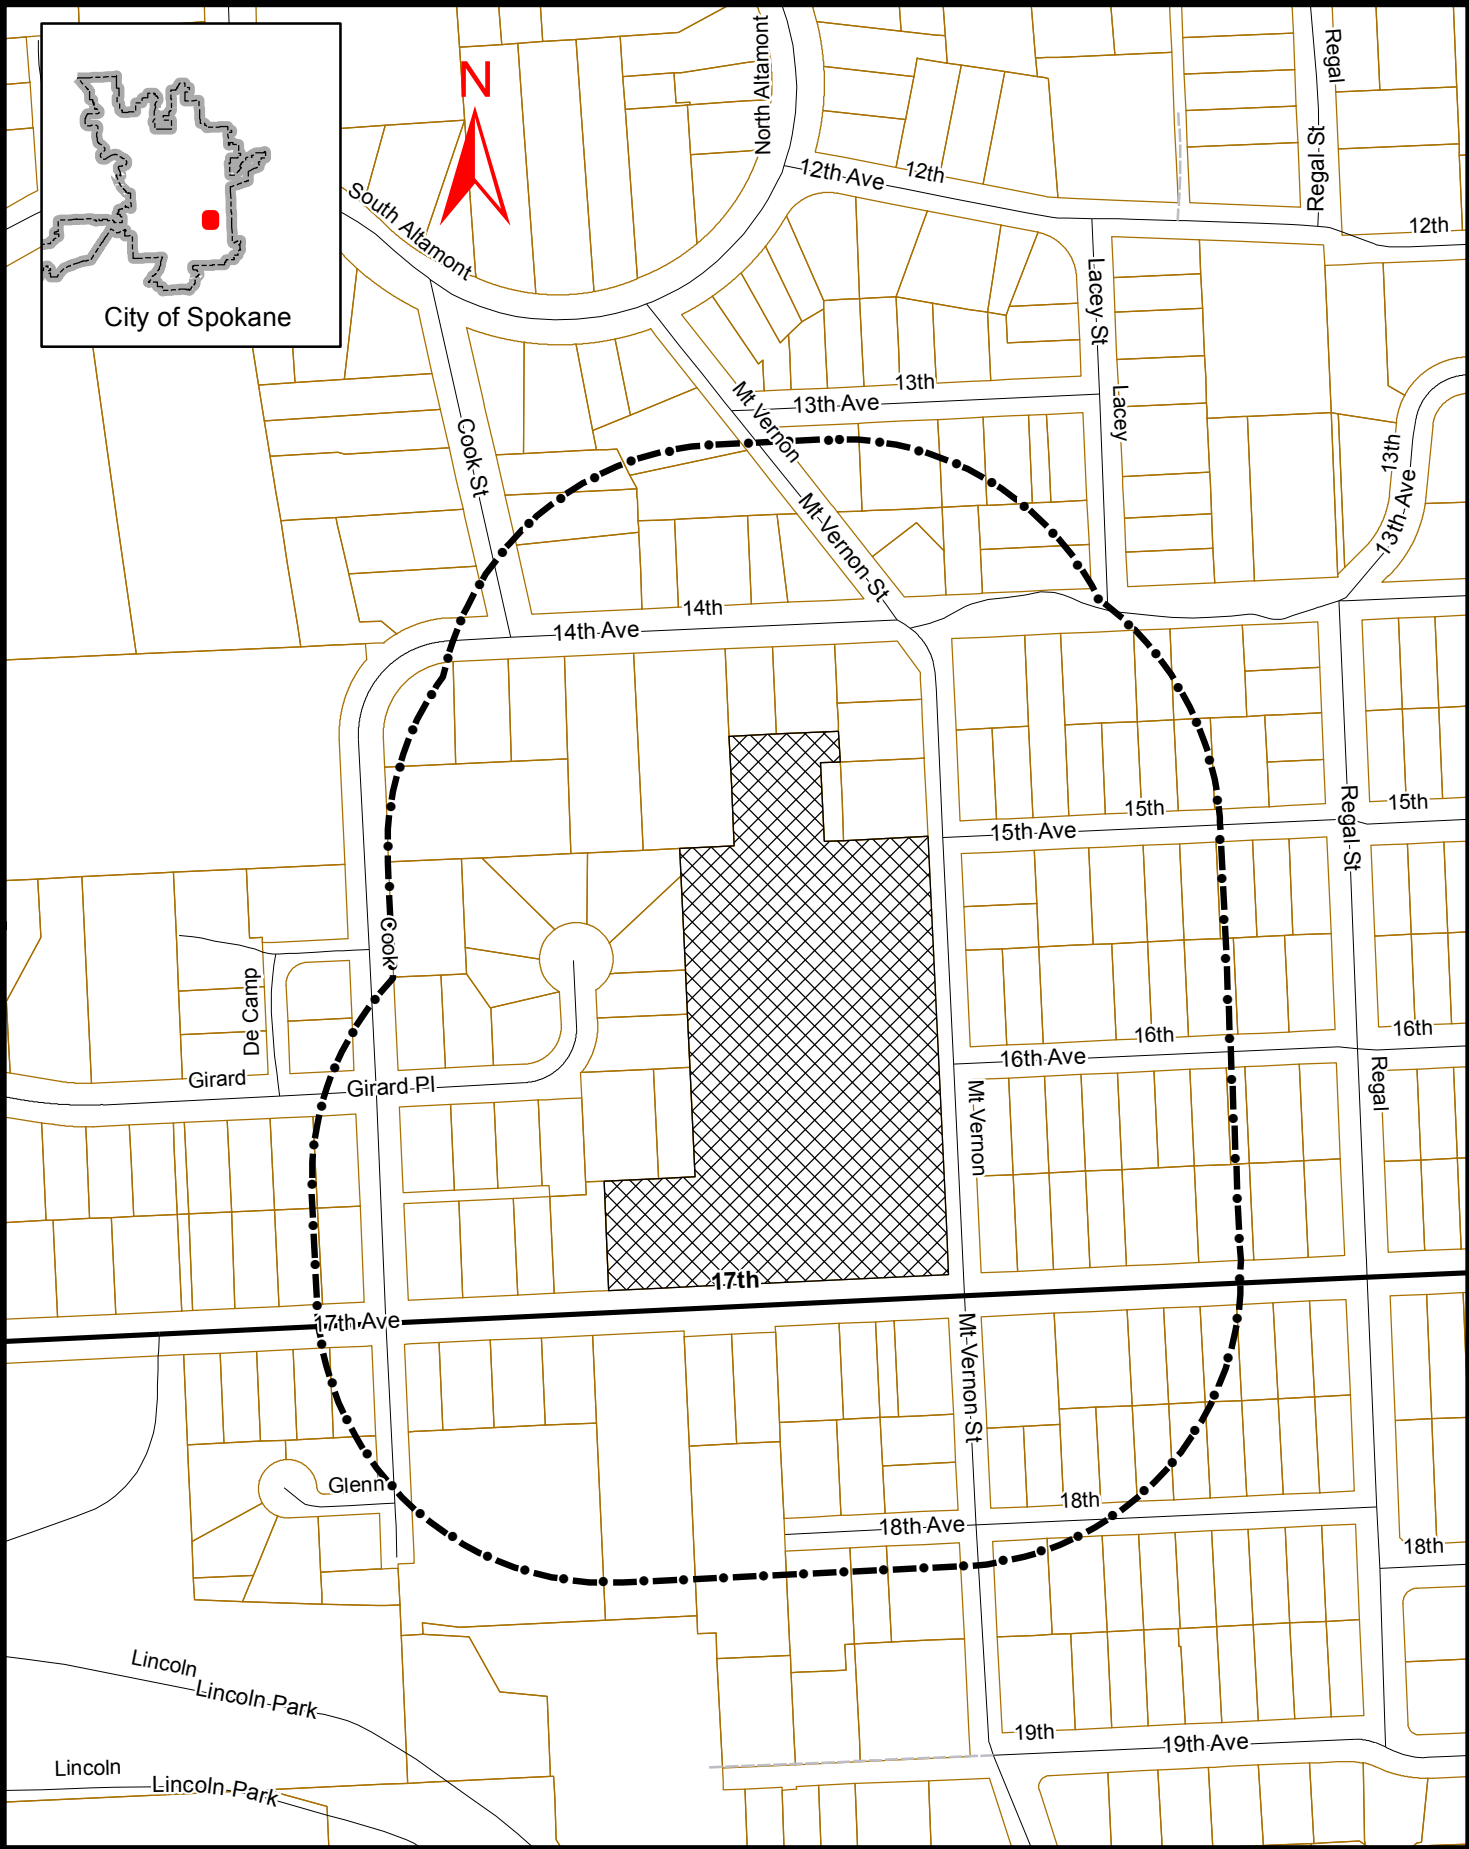 North Altamont
Regal
N
Regal St
12th Ave
12th
South Altamont
12th
City of Spokane
Lacey St
13th
Mt Vernon
13th Ave
Lacey
13th
Cook St
13th Ave
Mt Vernon St
14th
14th Ave
15th
15th
15th Ave
Regal St
Cook
De Camp
16th
16th
16th Ave
Girard
Girard Pl
Regal
Mt Vernon
17th
17th Ave
Mt Vernon St
Glenn
18th
18th Ave
18th
Lincoln
Lincoln Park
19th
19th Ave
Lincoln
Lincoln Park